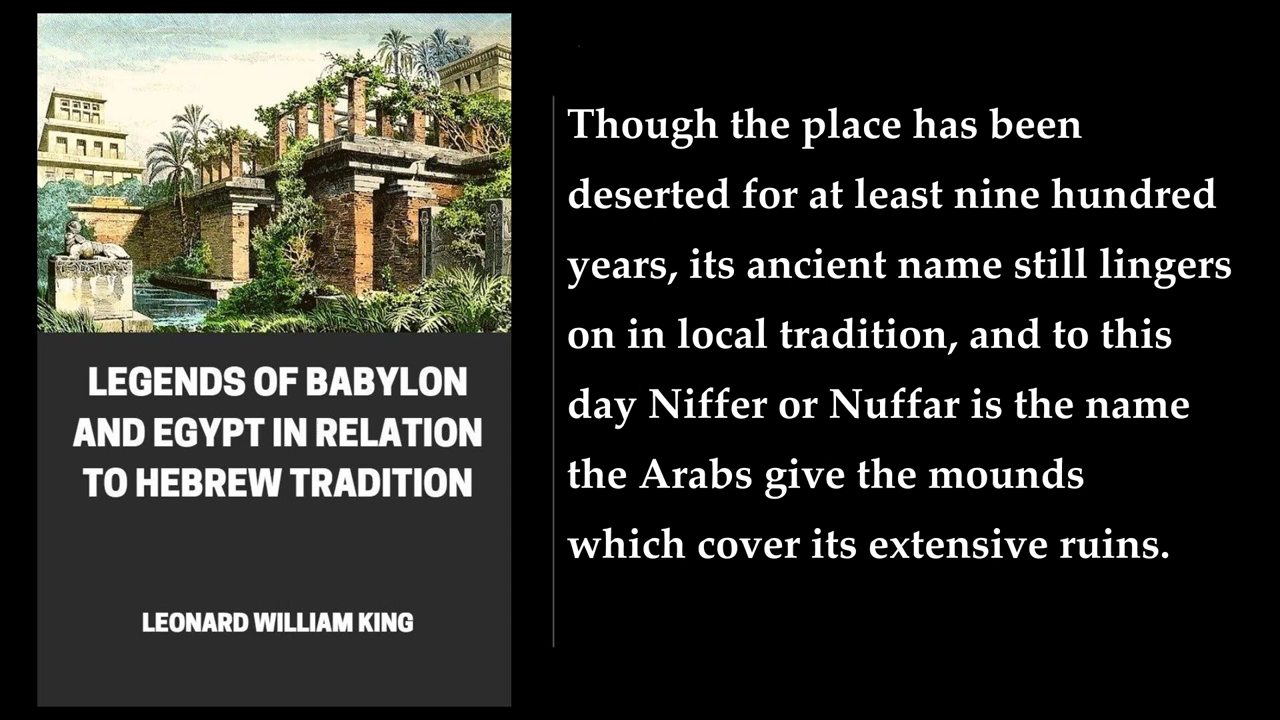 LEGENDS OF BABYLON
AND EGYPT IN RELATION
TO HEBREW TRADITION
LEONARD WILLIAM KING
Though the place has been
deserted for at least nine hundred
years, its ancient name still lingers
on in local tradition, and to this
day Niffer or Nuffar is the name
the Arabs give the mounds
which cover its extensive ruins.